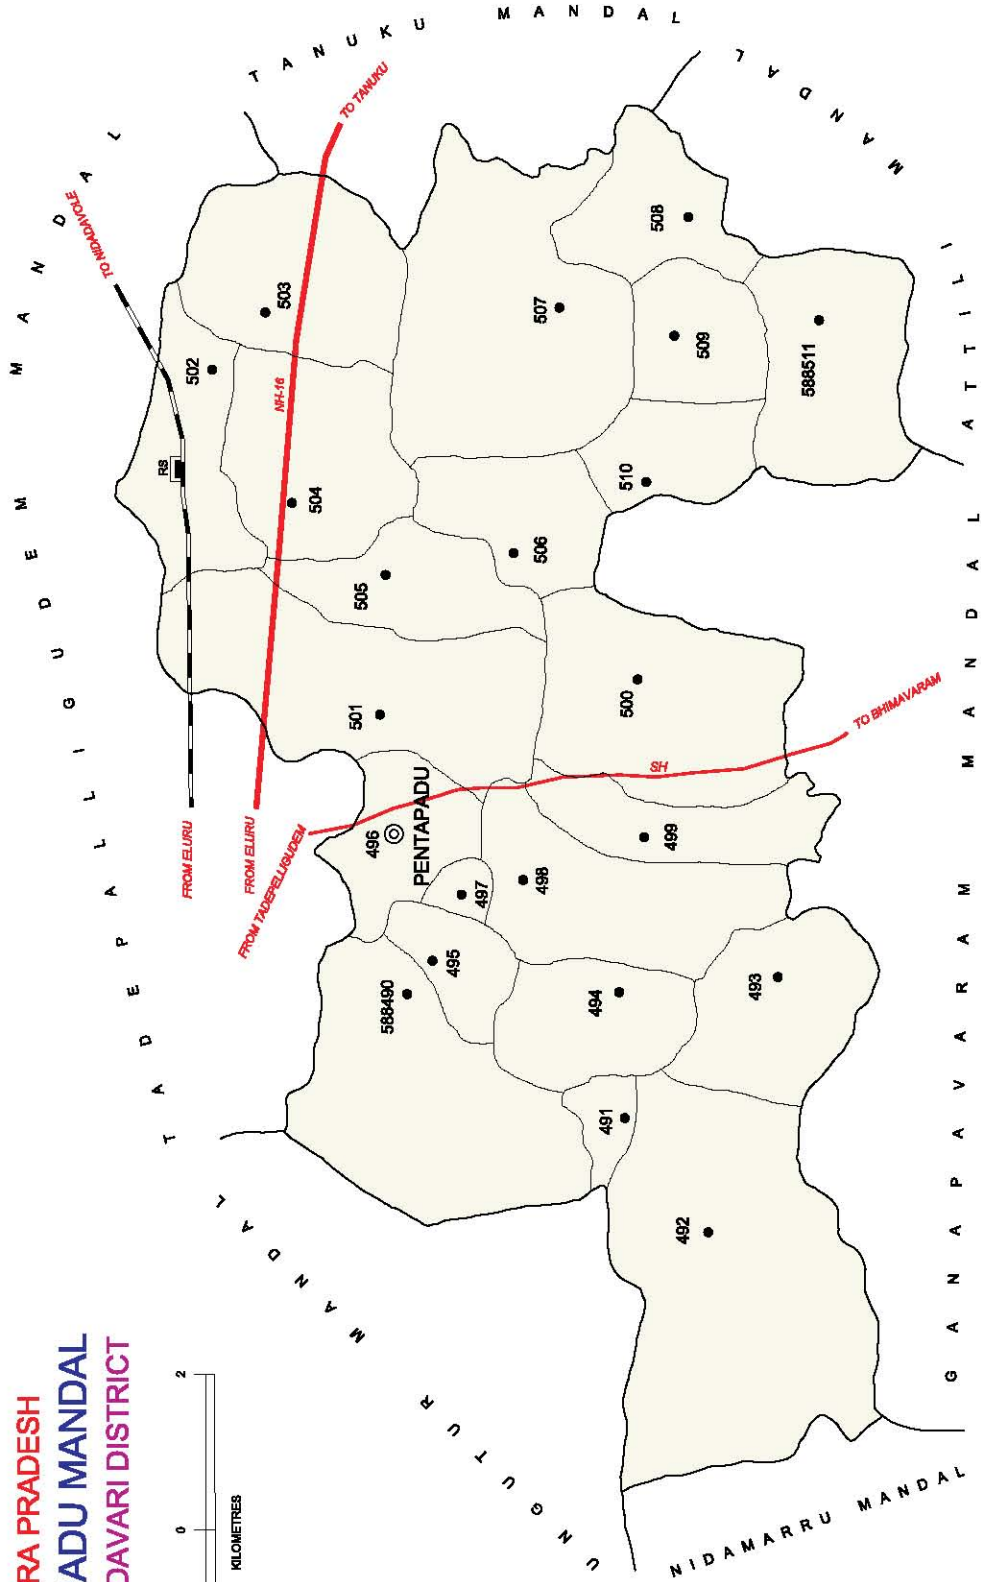 RA PRADESH
ADU MANDAL
DAVARI DISTRICT
0 2
KILOMETRES
TADEPALLIGUDEM MANDAL
TANUKU MANDAL
ATTILI MANDAL
GANAPAVARAM MANDAL
NIDAMARRU MANDAL
UNGUTUR MANDAL
FROM ELURU
TO NIDADAVOLE
RS
FROM ELURU
NH-16
TO TANUKU
FROM TADEPELLIGUDEM
SH
TO BHIMAVARAM
PENTAPADU
588490
491
492
493
494
495
496
497
498
499
500
501
502
503
504
505
506
507
508
509
510
588511